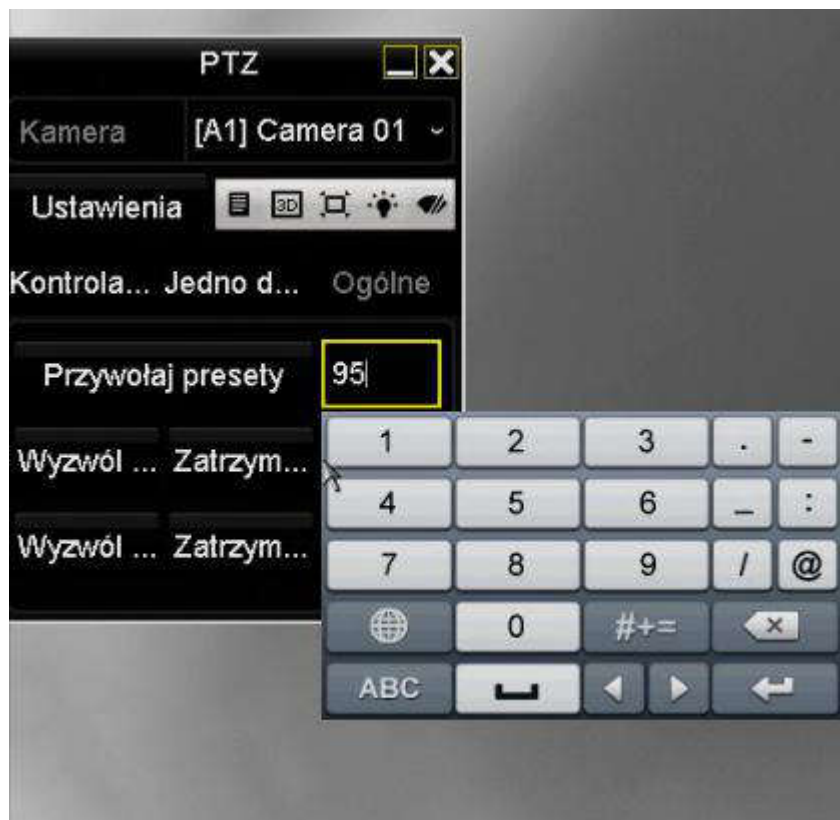 PTZ
Kamera [A1] Camera 01
Ustawienia 3D
Kontrola... Jedno d... Ogólne
Przywołaj presety 95
1 2 3 . -
Wyzwól ... Zatrzym...
4 5 6 _ :
Wyzwól ... Zatrzym...
7 8 9 / @
0 #+=
ABC